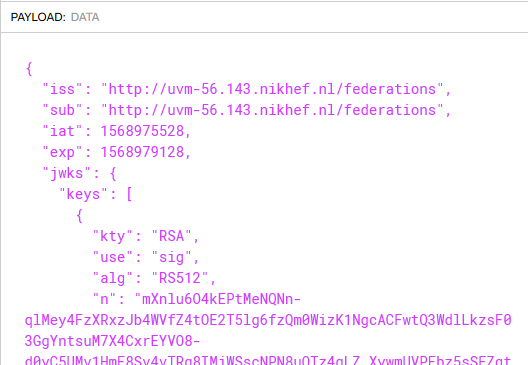 PAYLOAD: DATA
{
"iss": "http://uvm-56.143.nikhef.nl/federations",
"sub": "http://uvm-56.143.nikhef.nl/federations",
"iat": 1568975528,
"exp": 1568979128,
"jwks": {
"keys": [
{
"kty": "RSA",
"use": "sig",
"alg": "RS512",
"n": "mXnlu6O4kEPtMeNQNn-
qlMey4FzXRxzJb4WVfZ4tOE2T5lg6fzQm0WizK1NgcACFwtQ3WdlLkzsF0
3GgYntsuM7X4CxrEYVO8-